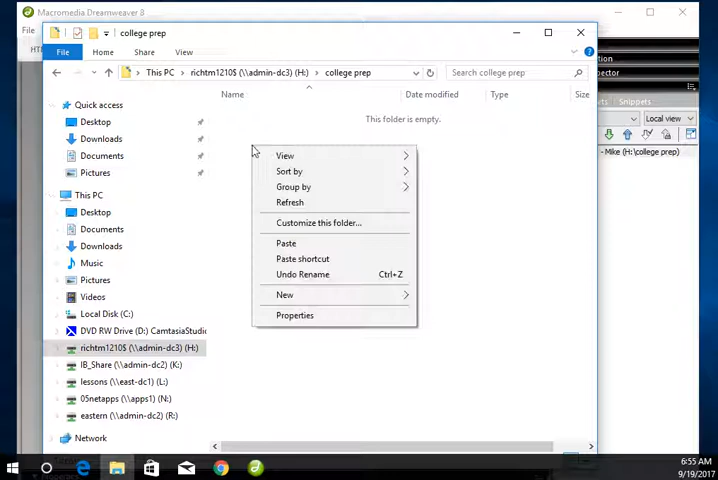 Macromedia Dreamweaver 8
File
college prep
File Home Share View
This PC richtm1210$ (\\admin-dc3) (H:) college prep
Search college prep
Name Date modified Type Size
This folder is empty.
Quick access
Desktop
Downloads
Documents
Pictures
This PC
Desktop
Documents
Downloads
Music
Pictures
Videos
Local Disk (C:)
DVD RW Drive (D:) CamtasiaStudi
richtm1210$ (\\admin-dc3) (H:)
IB_Share (\\admin-dc2) (K:)
lessons (\\east-dc1) (L:)
05netapps (\\apps1) (N:)
eastern (\\admin-dc2) (R:)
Network
View
Sort by
Group by
Refresh
Customize this folder...
Paste
Paste shortcut
Undo Rename Ctrl+Z
New
Properties
Snippets
Local view
- Mike (H:\college prep)
6:55 AM
9/19/2017